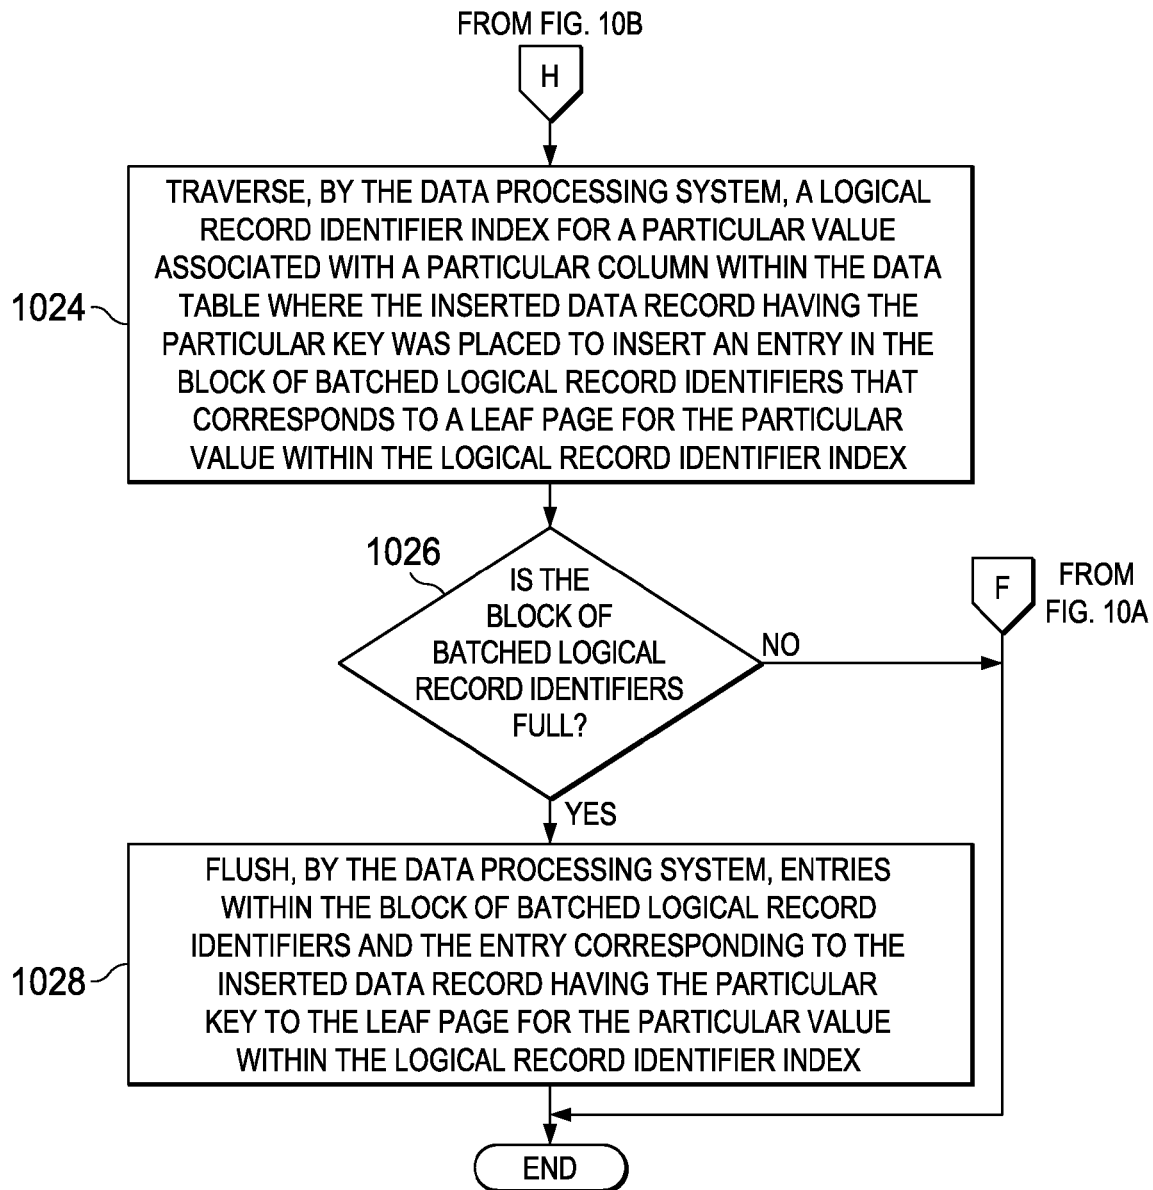 FROM FIG. 10B
H
TRAVERSE, BY THE DATA PROCESSING SYSTEM, A LOGICAL
RECORD IDENTIFIER INDEX FOR A PARTICULAR VALUE
ASSOCIATED WITH A PARTICULAR COLUMN WITHIN THE DATA
TABLE WHERE THE INSERTED DATA RECORD HAVING THE
PARTICULAR KEY WAS PLACED TO INSERT AN ENTRY IN THE
BLOCK OF BATCHED LOGICAL RECORD IDENTIFIERS THAT
CORRESPONDS TO A LEAF PAGE FOR THE PARTICULAR
VALUE WITHIN THE LOGICAL RECORD IDENTIFIER INDEX
1024
1026
IS THE
BLOCK OF
BATCHED LOGICAL
RECORD IDENTIFIERS
FULL?
NO
F
FROM
FIG. 10A
YES
FLUSH, BY THE DATA PROCESSING SYSTEM, ENTRIES
WITHIN THE BLOCK OF BATCHED LOGICAL RECORD
IDENTIFIERS AND THE ENTRY CORRESPONDING TO THE
INSERTED DATA RECORD HAVING THE PARTICULAR
KEY TO THE LEAF PAGE FOR THE PARTICULAR VALUE
WITHIN THE LOGICAL RECORD IDENTIFIER INDEX
1028
END